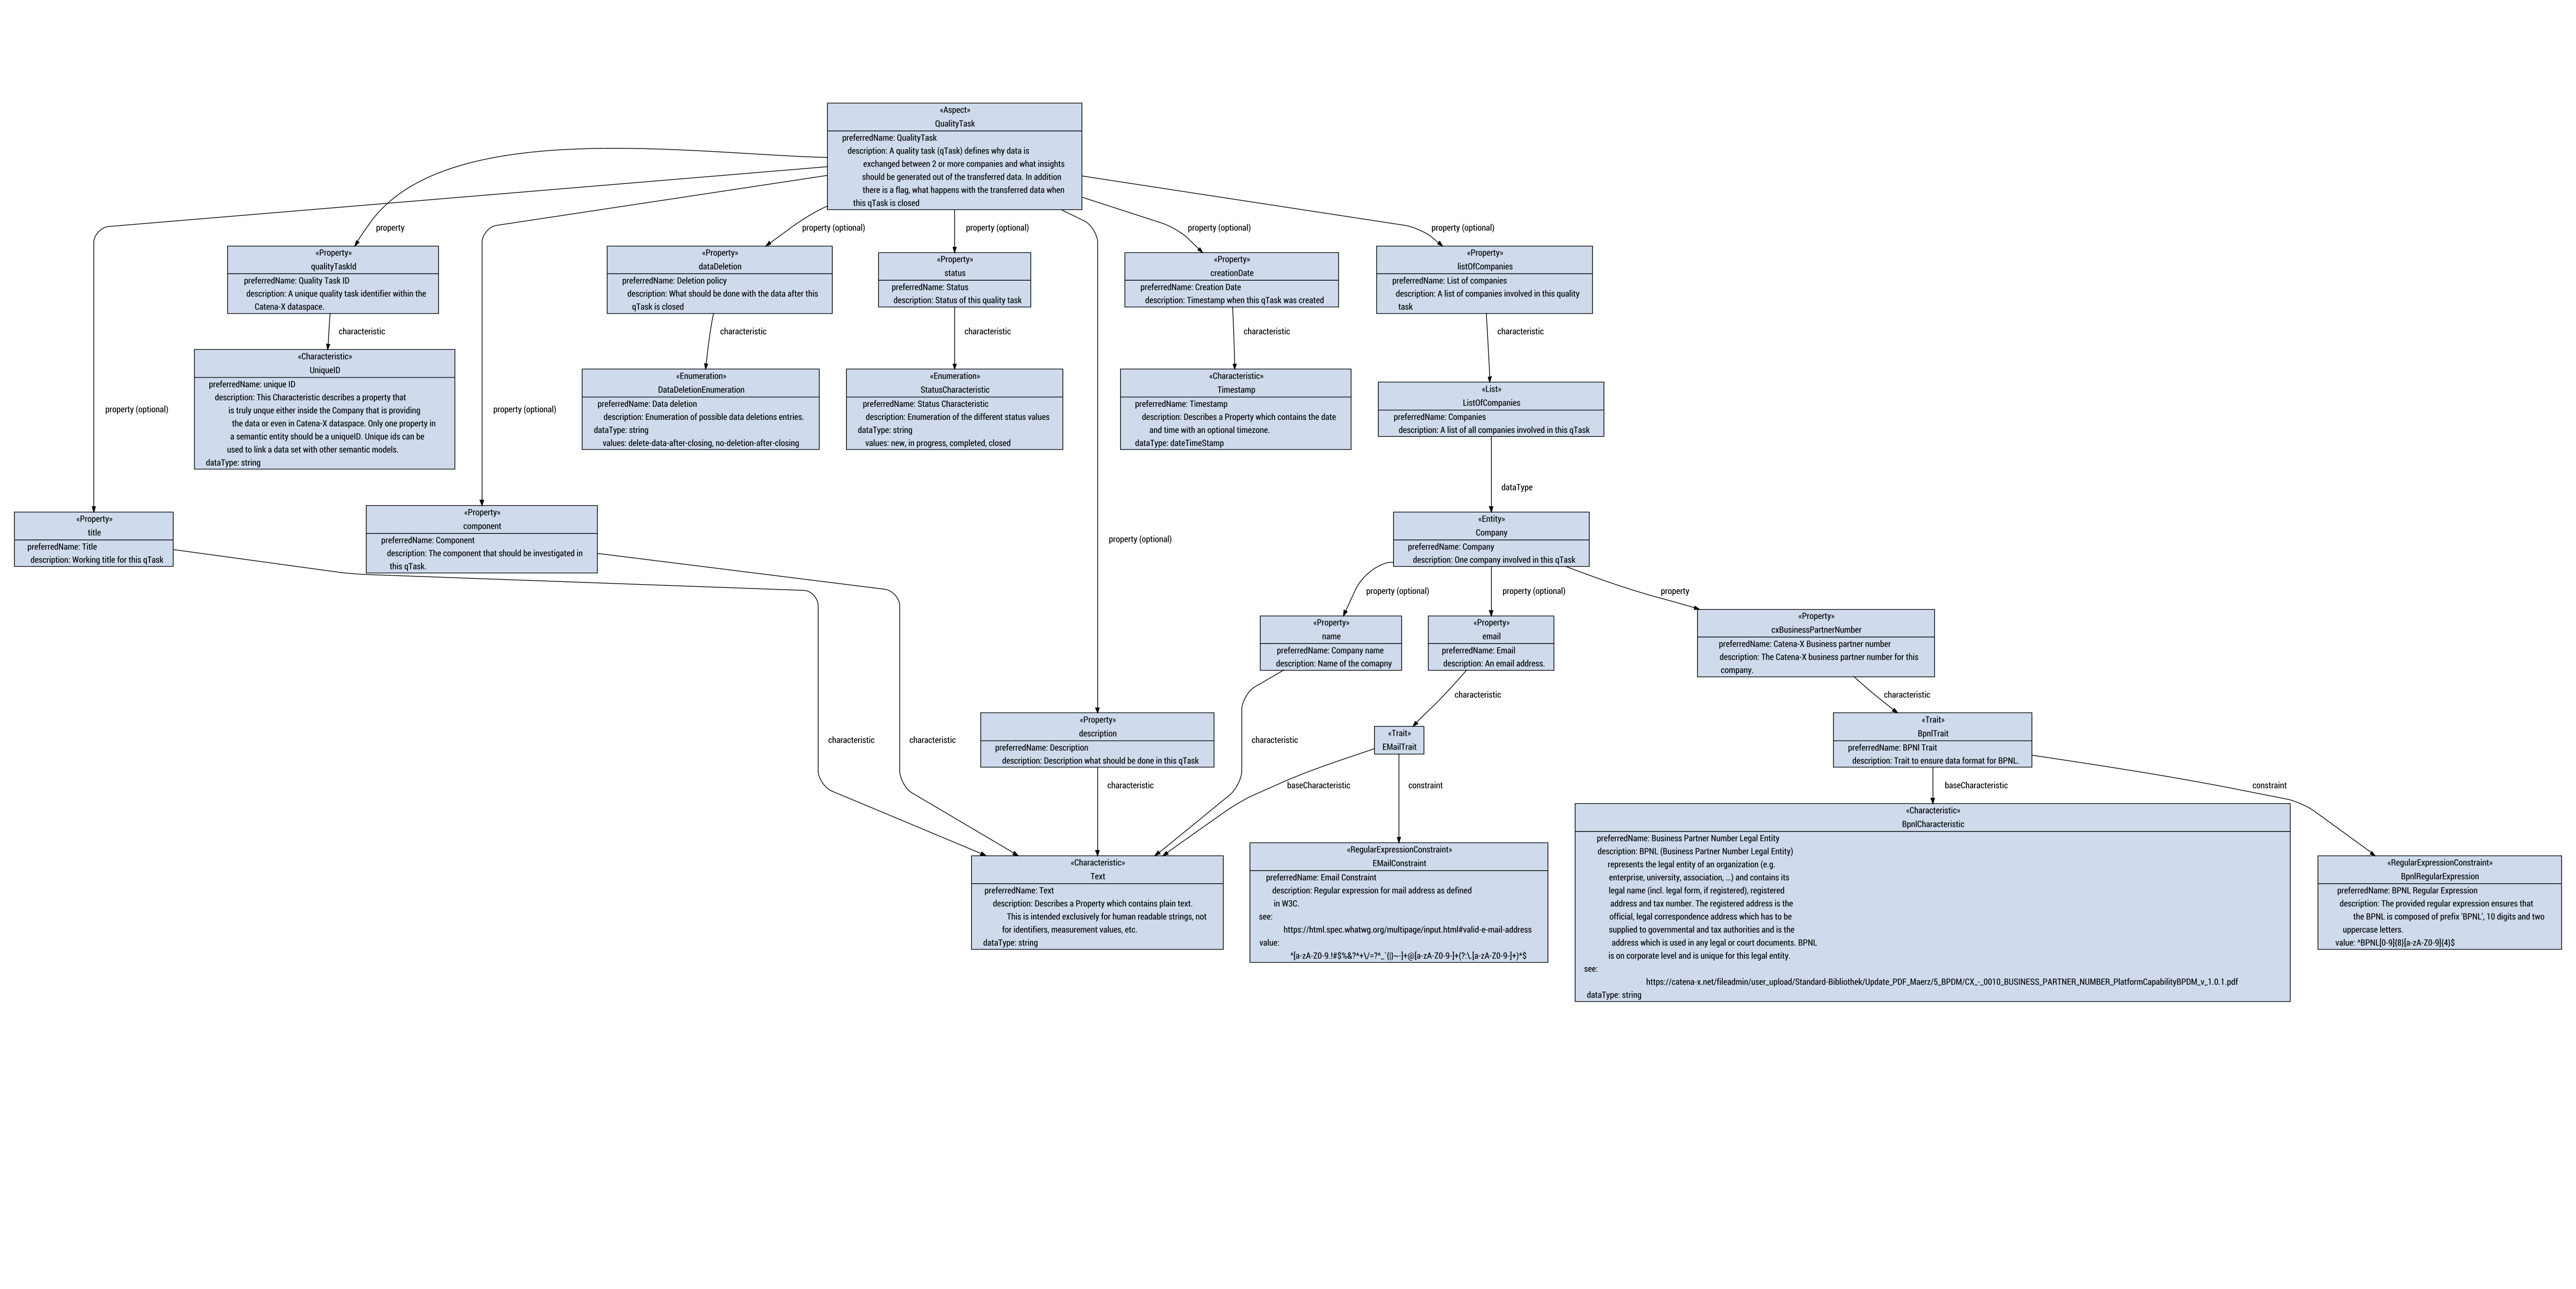 «Aspect»
QualityTask
preferredName: QualityTask
description: A quality task (qTask) defines why data is
exchanged between 2 or more companies and what insights
should be generated out of the transferred data. In addition
there is a flag, what happens with the transferred data when
this qTask is closed
property
property (optional)
property (optional)
property (optional)
property (optional)
«Property»
qualityTaskId
preferredName: Quality Task ID
description: A unique quality task identifier within the
Catena-X dataspace.
«Property»
dataDeletion
preferredName: Deletion policy
description: What should be done with the data after this
qTask is closed
«Property»
status
preferredName: Status
description: Status of this quality task
«Property»
creationDate
preferredName: Creation Date
description: Timestamp when this qTask was created
«Property»
listOfCompanies
preferredName: List of companies
description: A list of companies involved in this quality
task
characteristic
characteristic
characteristic
characteristic
characteristic
«Characteristic»
UniqueID
preferredName: unique ID
description: This Characteristic describes a property that
is truly unque either inside the Company that is providing
the data or even in Catena-X dataspace. Only one property in
a semantic entity should be a uniqueID. Unique ids can be
used to link a data set with other semantic models.
dataType: string
«Enumeration»
DataDeletionEnumeration
preferredName: Data deletion
description: Enumeration of possible data deletions entries.
dataType: string
values: delete-data-after-closing, no-deletion-after-closing
«Enumeration»
StatusCharacteristic
preferredName: Status Characteristic
description: Enumeration of the different status values
dataType: string
values: new, in progress, completed, closed
«Characteristic»
Timestamp
preferredName: Timestamp
description: Describes a Property which contains the date
and time with an optional timezone.
dataType: dateTimeStamp
«List»
ListOfCompanies
preferredName: Companies
description: A list of all companies involved in this qTask
property (optional)
property (optional)
dataType
«Property»
title
preferredName: Title
description: Working title for this qTask
«Property»
component
preferredName: Component
description: The component that should be investigated in
this qTask.
property (optional)
«Entity»
Company
preferredName: Company
description: One company involved in this qTask
property (optional)
property (optional)
property
«Property»
name
preferredName: Company name
description: Name of the comapny
«Property»
email
preferredName: Email
description: An email address.
«Property»
cxBusinessPartnerNumber
preferredName: Catena-X Business partner number
description: The Catena-X business partner number for this
company.
characteristic
characteristic
characteristic
characteristic
«Property»
description
preferredName: Description
description: Description what should be done in this qTask
characteristic
«Trait»
EMailTrait
«Trait»
BpnlTrait
preferredName: BPNl Trait
description: Trait to ensure data format for BPNL.
characteristic
baseCharacteristic
constraint
baseCharacteristic
constraint
«Characteristic»
Text
preferredName: Text
description: Describes a Property which contains plain text.
This is intended exclusively for human readable strings, not
for identifiers, measurement values, etc.
dataType: string
«RegularExpressionConstraint»
EMailConstraint
preferredName: Email Constraint
description: Regular expression for mail address as defined
in W3C.
see:
https://html.spec.whatwg.org/multipage/input.html#valid-e-mail-address
value:
^[a-zA-Z0-9.!#$%&?*+\/=?^_`{|}~-]+@[a-zA-Z0-9-]+(?:\.[a-zA-Z0-9-]+)*$
«Characteristic»
BpnlCharacteristic
preferredName: Business Partner Number Legal Entity
description: BPNL (Business Partner Number Legal Entity)
represents the legal entity of an organization (e.g.
enterprise, university, association, ...) and contains its
legal name (incl. legal form, if registered), registered
address and tax number. The registered address is the
official, legal correspondence address which has to be
supplied to governmental and tax authorities and is the
address which is used in any legal or court documents. BPNL
is on corporate level and is unique for this legal entity.
see:
https://catena-x.net/fileadmin/user_upload/Standard-Bibliothek/Update_PDF_Maerz/5_BPDM/CX_-_0010_BUSINESS_PARTNER_NUMBER_PlatformCapabilityBPDM_v_1.0.1.pdf
dataType: string
«RegularExpressionConstraint»
BpnlRegularExpression
preferredName: BPNL Regular Expression
description: The provided regular expression ensures that
the BPNL is composed of prefix 'BPNL', 10 digits and two
uppercase letters.
value: ^BPNL[0-9]{8}[a-zA-Z0-9]{4}$